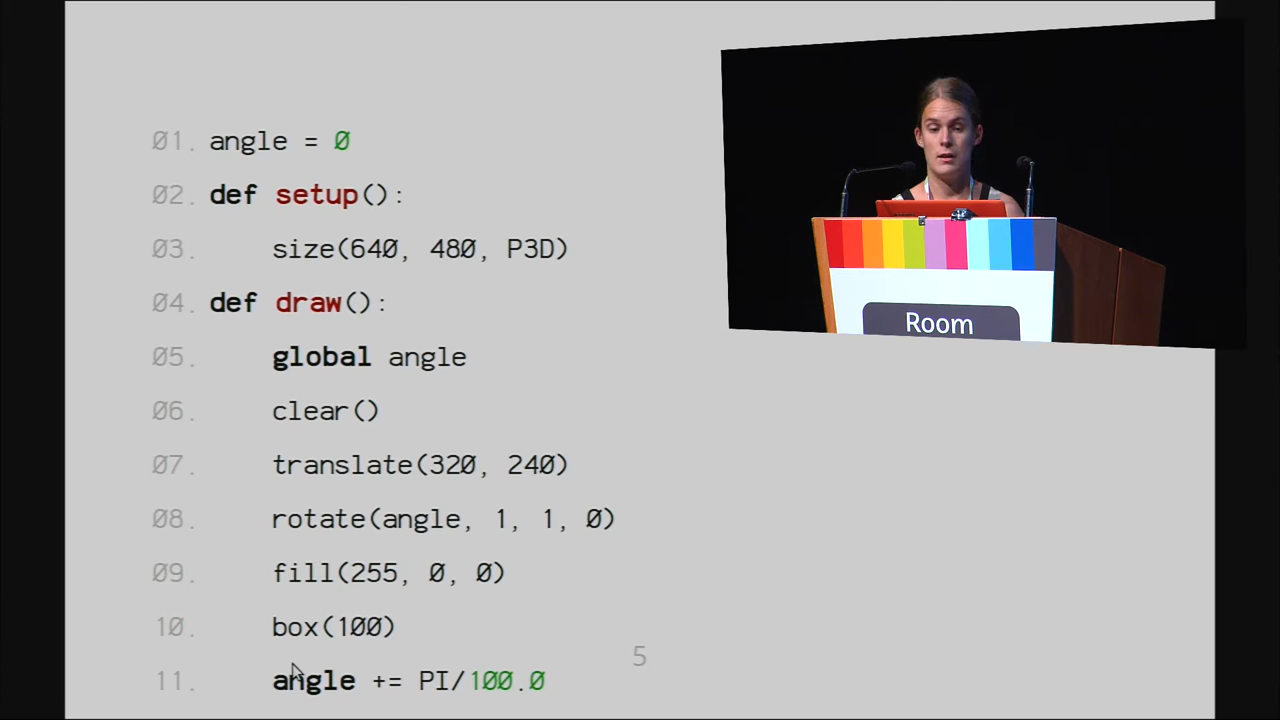 01. angle = 0
02. def setup():
03. size(640, 480, P3D)
04. def draw():
05. global angle
06. clear()
07. translate(320, 240)
08. rotate(angle, 1, 1, 0)
09. fill(255, 0, 0)
10. box(100)
11. angle += PI/100.0
5
Room